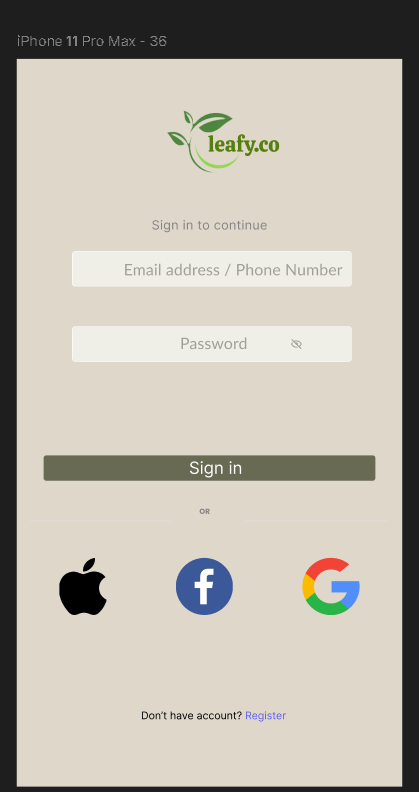 iPhone 11 Pro Max - 36
leafy.co
Sign in to continue
Email address / Phone Number
Password
Sign in
OR
Don't have account? Register